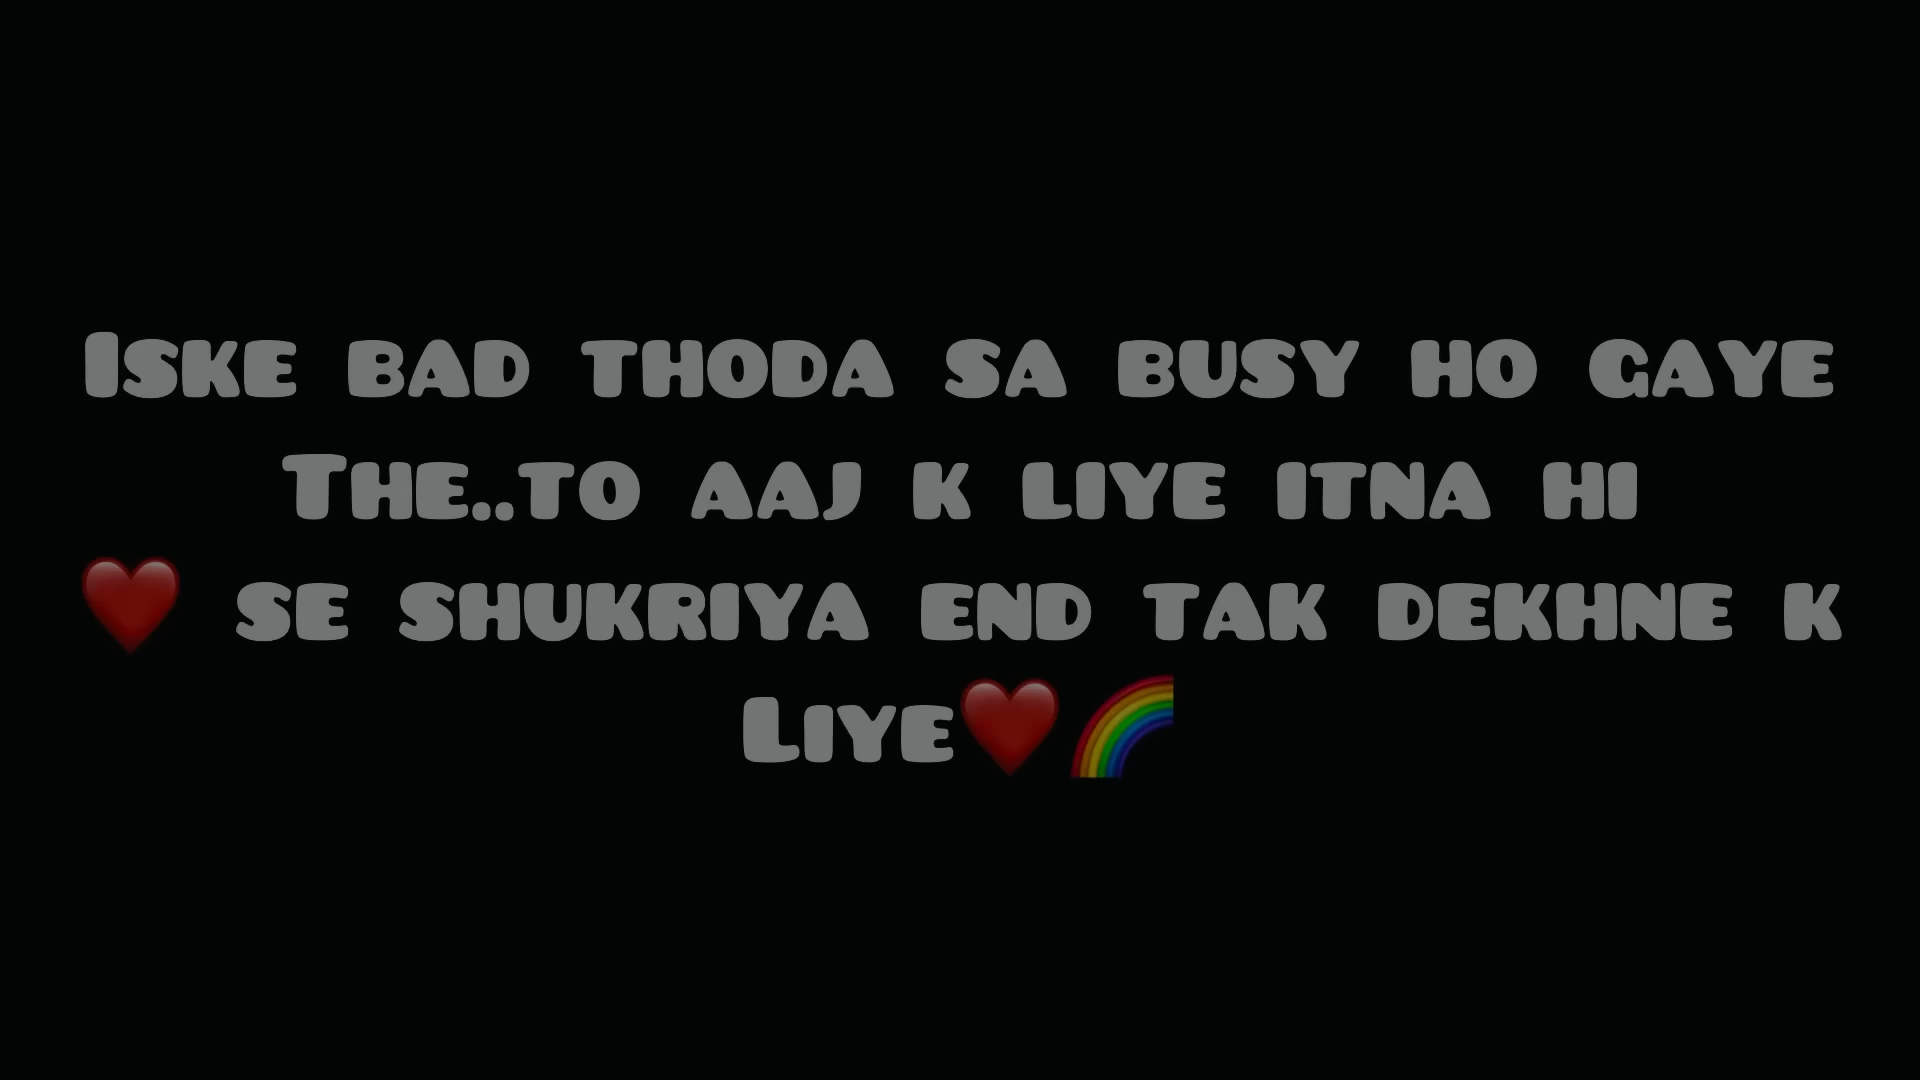 Iske bad thoda sa busy ho gaye
The..to aaj k liye itna hi
❤️ se shukriya end tak dekhne k
Liye❤️🌈